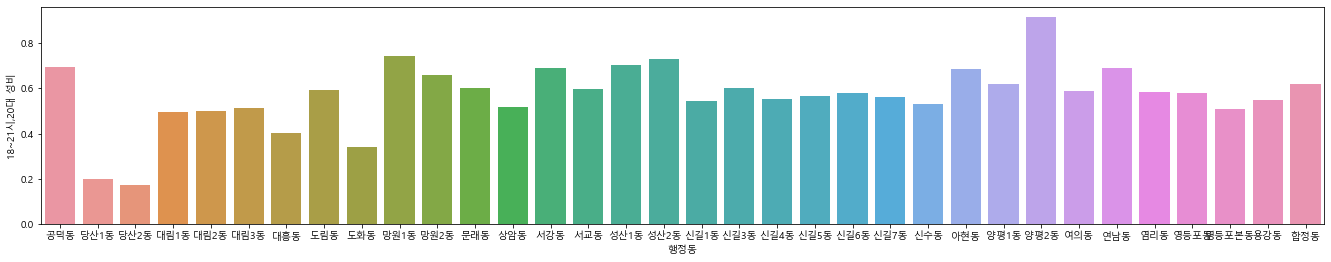 18~21시,20대 성비
0.8
0.6
0.4
0.2
0.0
공덕동 당산1동 당산2동 대림1동 대림2동 대림3동 대흥동 도림동 도화동 망원1동 망원2동 문래동 상암동 서강동 서교동 성산1동 성산2동 신길1동 신길3동 신길4동 신길5동 신길6동 신길7동 신수동 아현동 양평1동 양평2동 여의동 연남동 염리동 영등포동 영등포본동 용강동 합정동
행정동